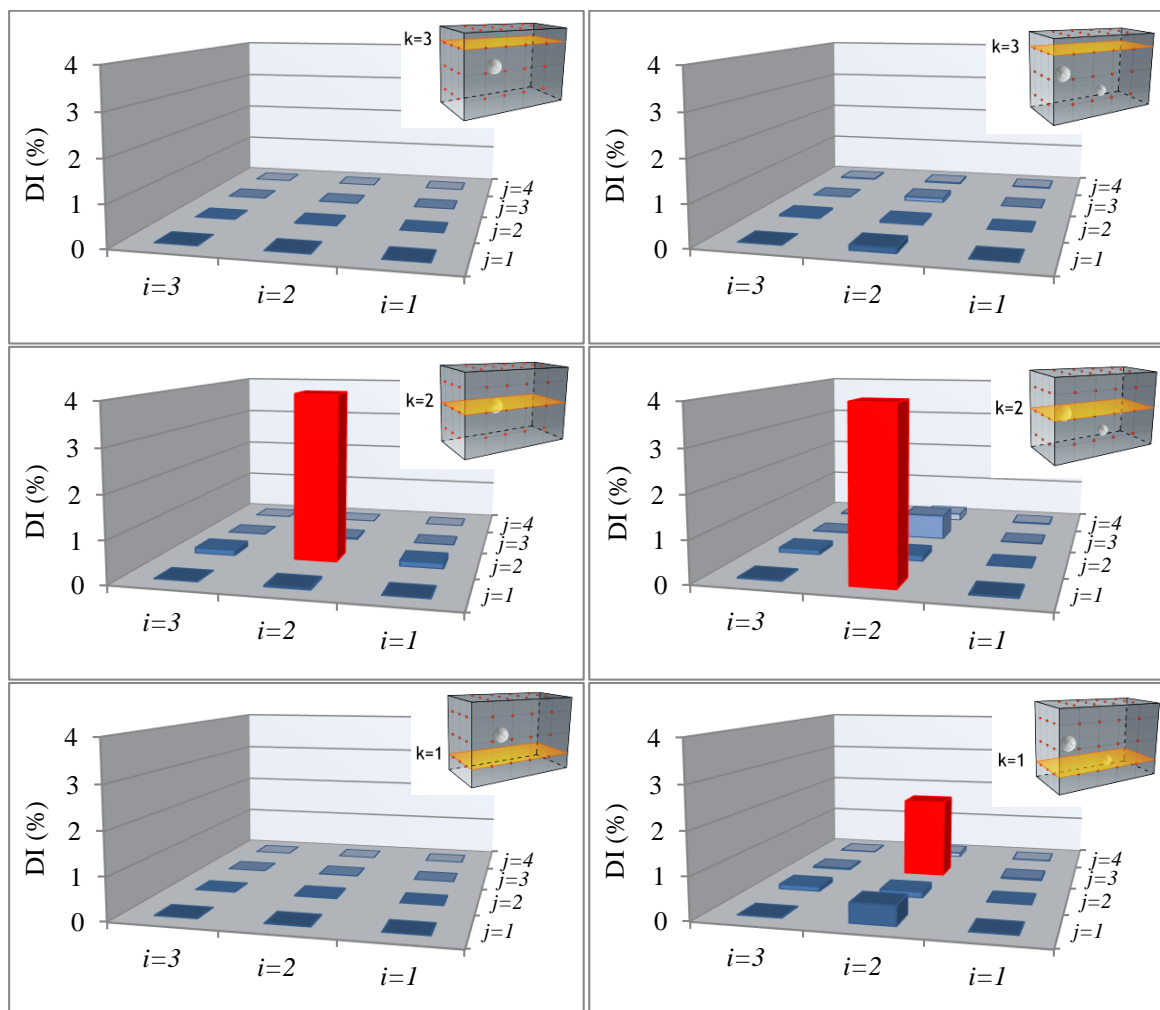 k=3
4
3
2
1
0
DI (%)
j=4
j=3
j=2
j=1
i=3
i=2
i=1
k=3
4
3
2
1
0
DI (%)
j=4
j=3
j=2
j=1
i=3
i=2
i=1
k=2
4
3
2
1
0
DI (%)
j=4
j=3
j=2
j=1
i=3
i=2
i=1
k=2
4
3
2
1
0
DI (%)
j=4
j=3
j=2
j=1
i=3
i=2
i=1
k=1
4
3
2
1
0
DI (%)
j=4
j=3
j=2
j=1
i=3
i=2
i=1
k=1
4
3
2
1
0
DI (%)
j=4
j=3
j=2
j=1
i=3
i=2
i=1